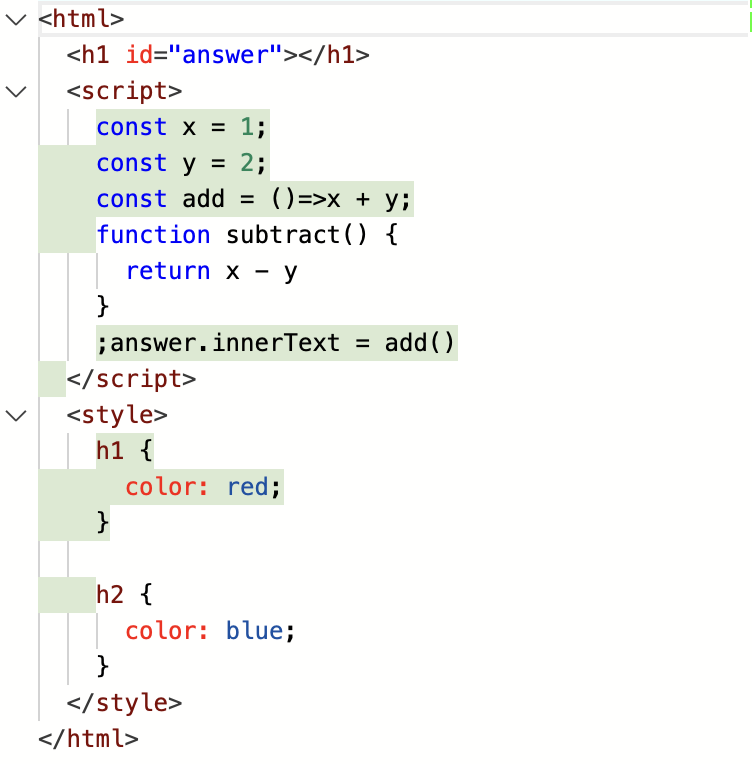 <html>
  <h1 id="answer"></h1>
  <script>
    const x = 1;
    const y = 2;
    const add = ()=>x + y;
    function subtract() {
      return x - y
    }
    ;answer.innerText = add()
  </script>
  <style>
    h1 {
      color: red;
    }

    h2 {
      color: blue;
    }
  </style>
</html>